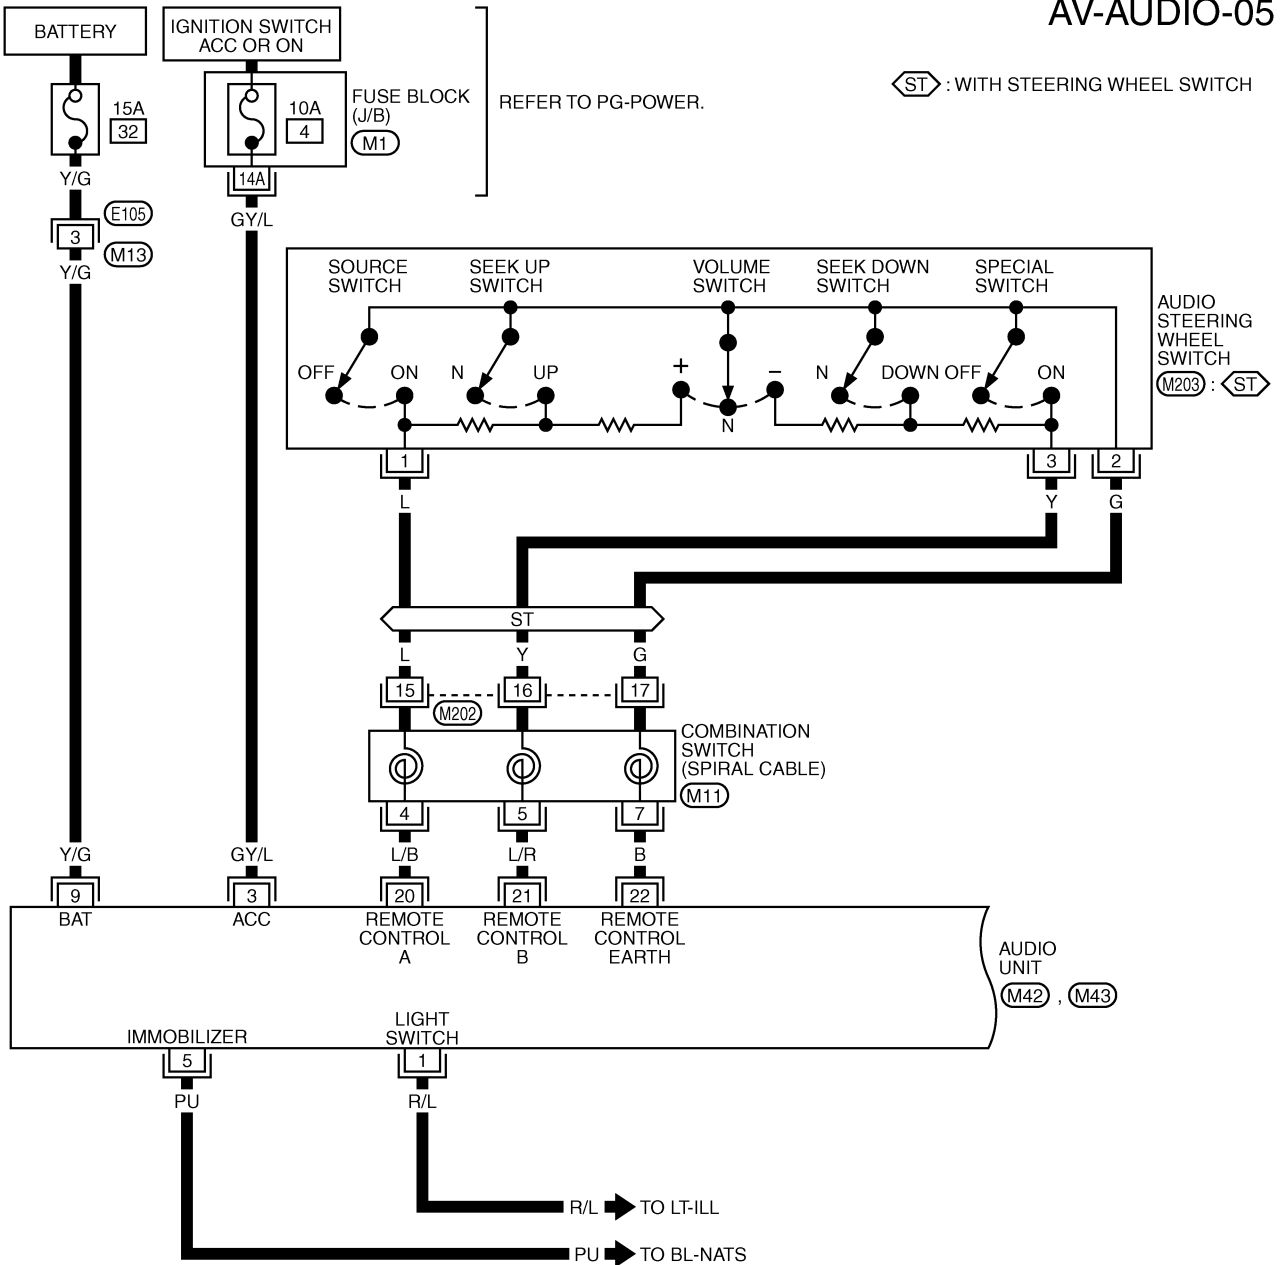 AV-AUDIO-05
BATTERY
IGNITION SWITCH
ACC OR ON
15A
32
10A
4
FUSE BLOCK
(J/B)
M1
REFER TO PG-POWER.
ST : WITH STEERING WHEEL SWITCH
Y/G
14A
E105
GY/L
3
M13
Y/G
SOURCE
SWITCH
SEEK UP
SWITCH
VOLUME
SWITCH
SEEK DOWN
SWITCH
SPECIAL
SWITCH
AUDIO
STEERING
WHEEL
SWITCH
M203 : ST
OFF
ON
N
UP
+
N
−
N
DOWN
OFF
ON
1
3
2
L
Y
G
ST
L
Y
G
15
16
17
M202
COMBINATION
SWITCH
(SPIRAL CABLE)
M11
4
5
7
Y/G
GY/L
L/B
L/R
B
9
3
20
21
22
BAT
ACC
REMOTE
CONTROL
A
REMOTE
CONTROL
B
REMOTE
CONTROL
EARTH
AUDIO
UNIT
M42 , M43
IMMOBILIZER
LIGHT
SWITCH
5
1
PU
R/L
R/L TO LT-ILL
PU TO BL-NATS